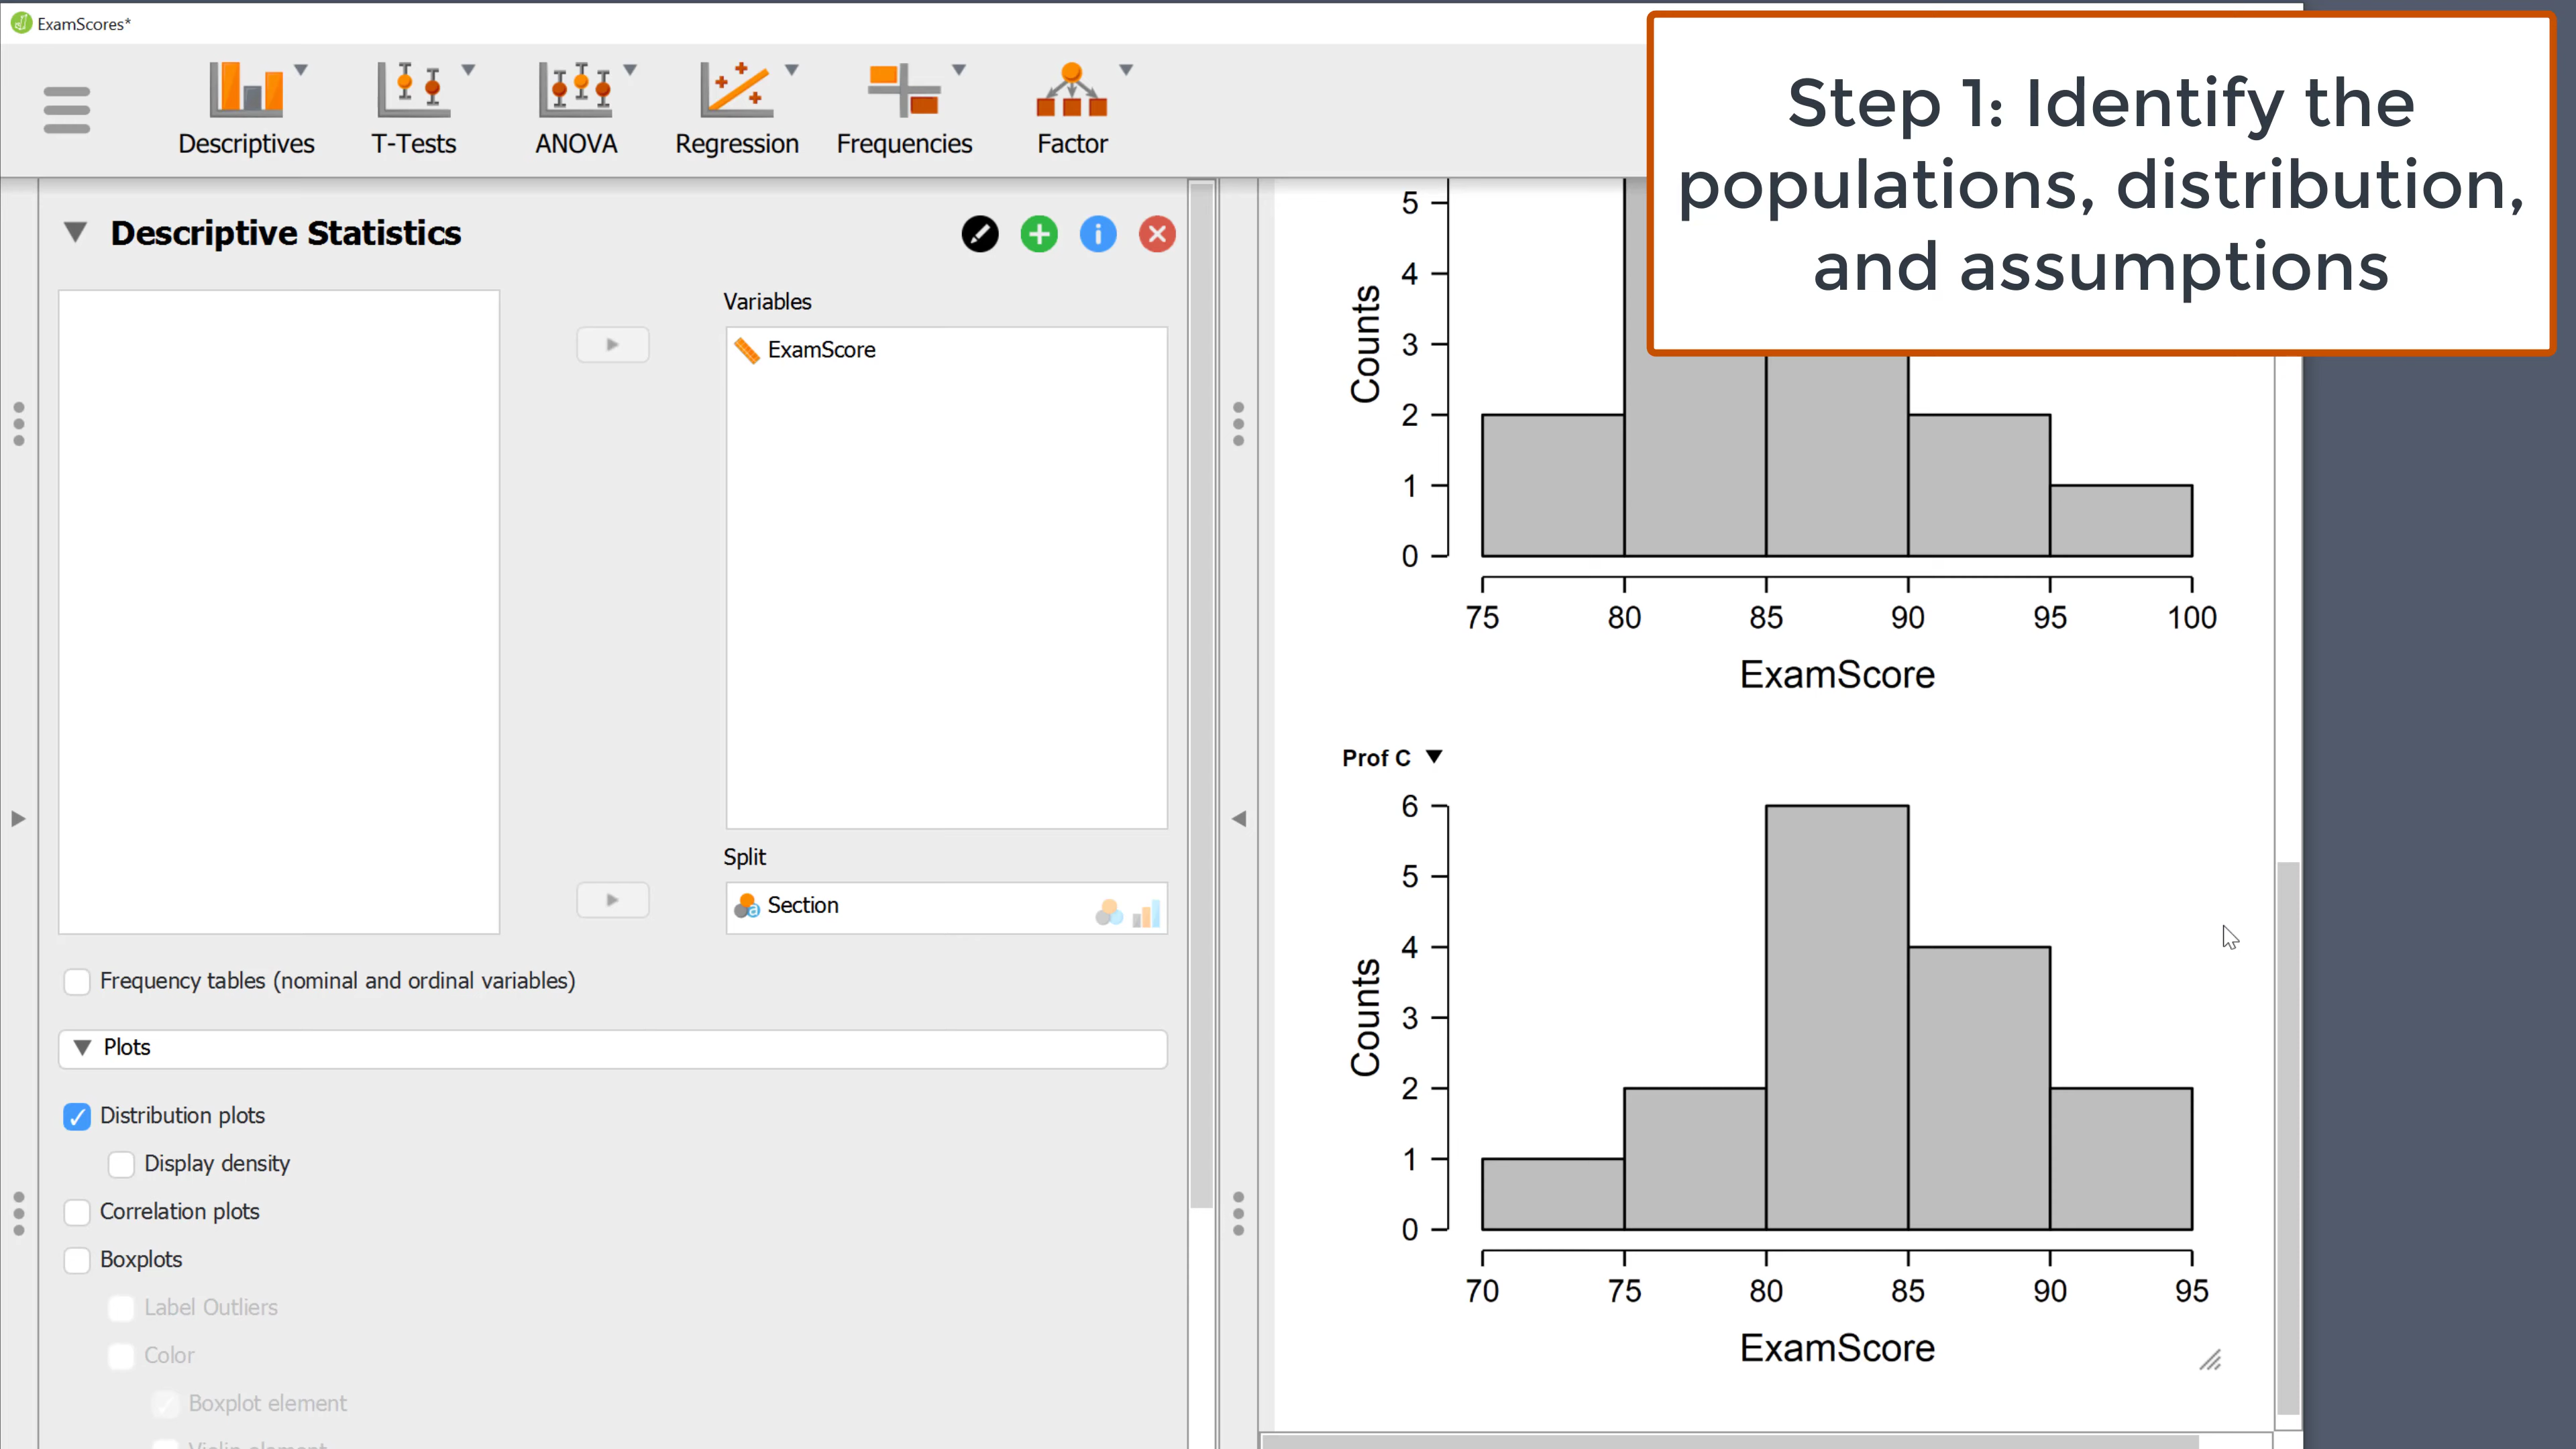 ExamScores*
Step 1: Identify the
populations, distribution,
and assumptions
Descriptives
T-Tests
ANOVA
Regression
Frequencies
Factor
Descriptive Statistics
Variables
ExamScore
Split
Section
Frequency tables (nominal and ordinal variables)
Plots
Distribution plots
Display density
Correlation plots
Boxplots
Label Outliers
Color
Boxplot element
Violin element
5
4
3
2
1
0
Counts
75 80 85 90 95 100
ExamScore
Prof C
6
5
4
3
2
1
0
Counts
70 75 80 85 90 95
ExamScore